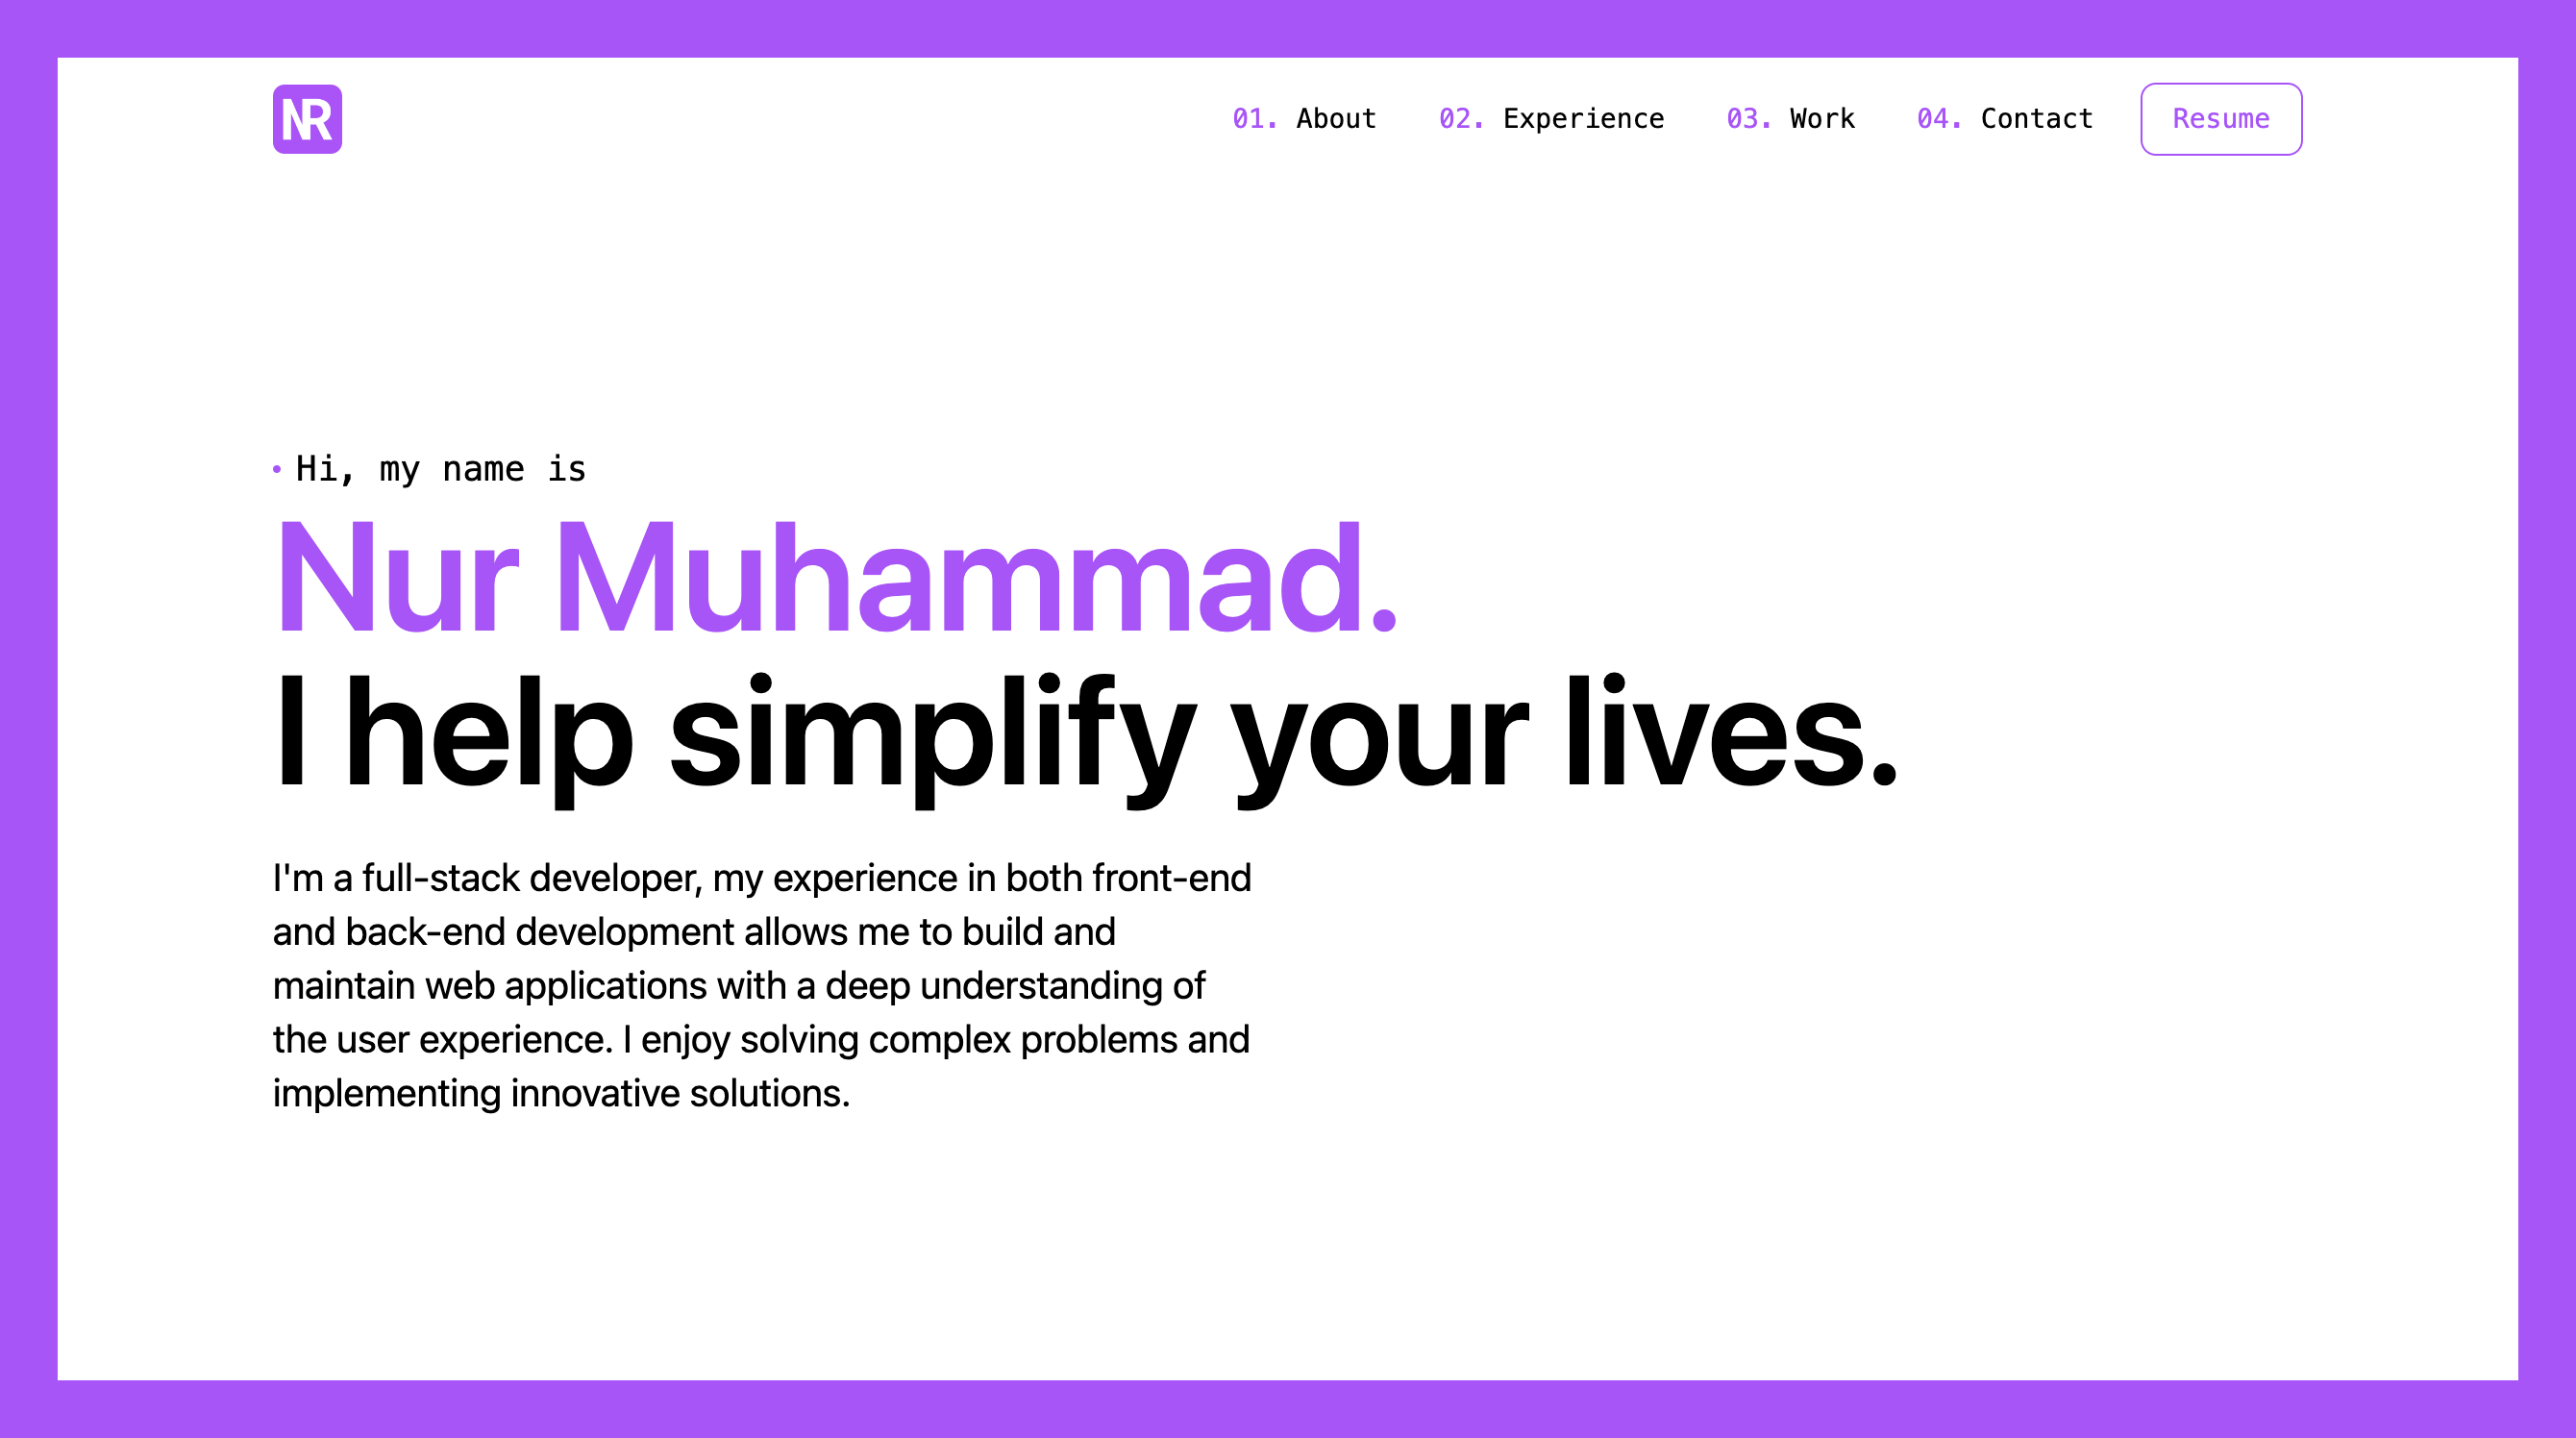 NR
01. About 02. Experience 03. Work 04. Contact Resume
Hi, my name is
Nur Muhammad.
I help simplify your lives.
I'm a full-stack developer, my experience in both front-end
and back-end development allows me to build and
maintain web applications with a deep understanding of
the user experience. I enjoy solving complex problems and
implementing innovative solutions.